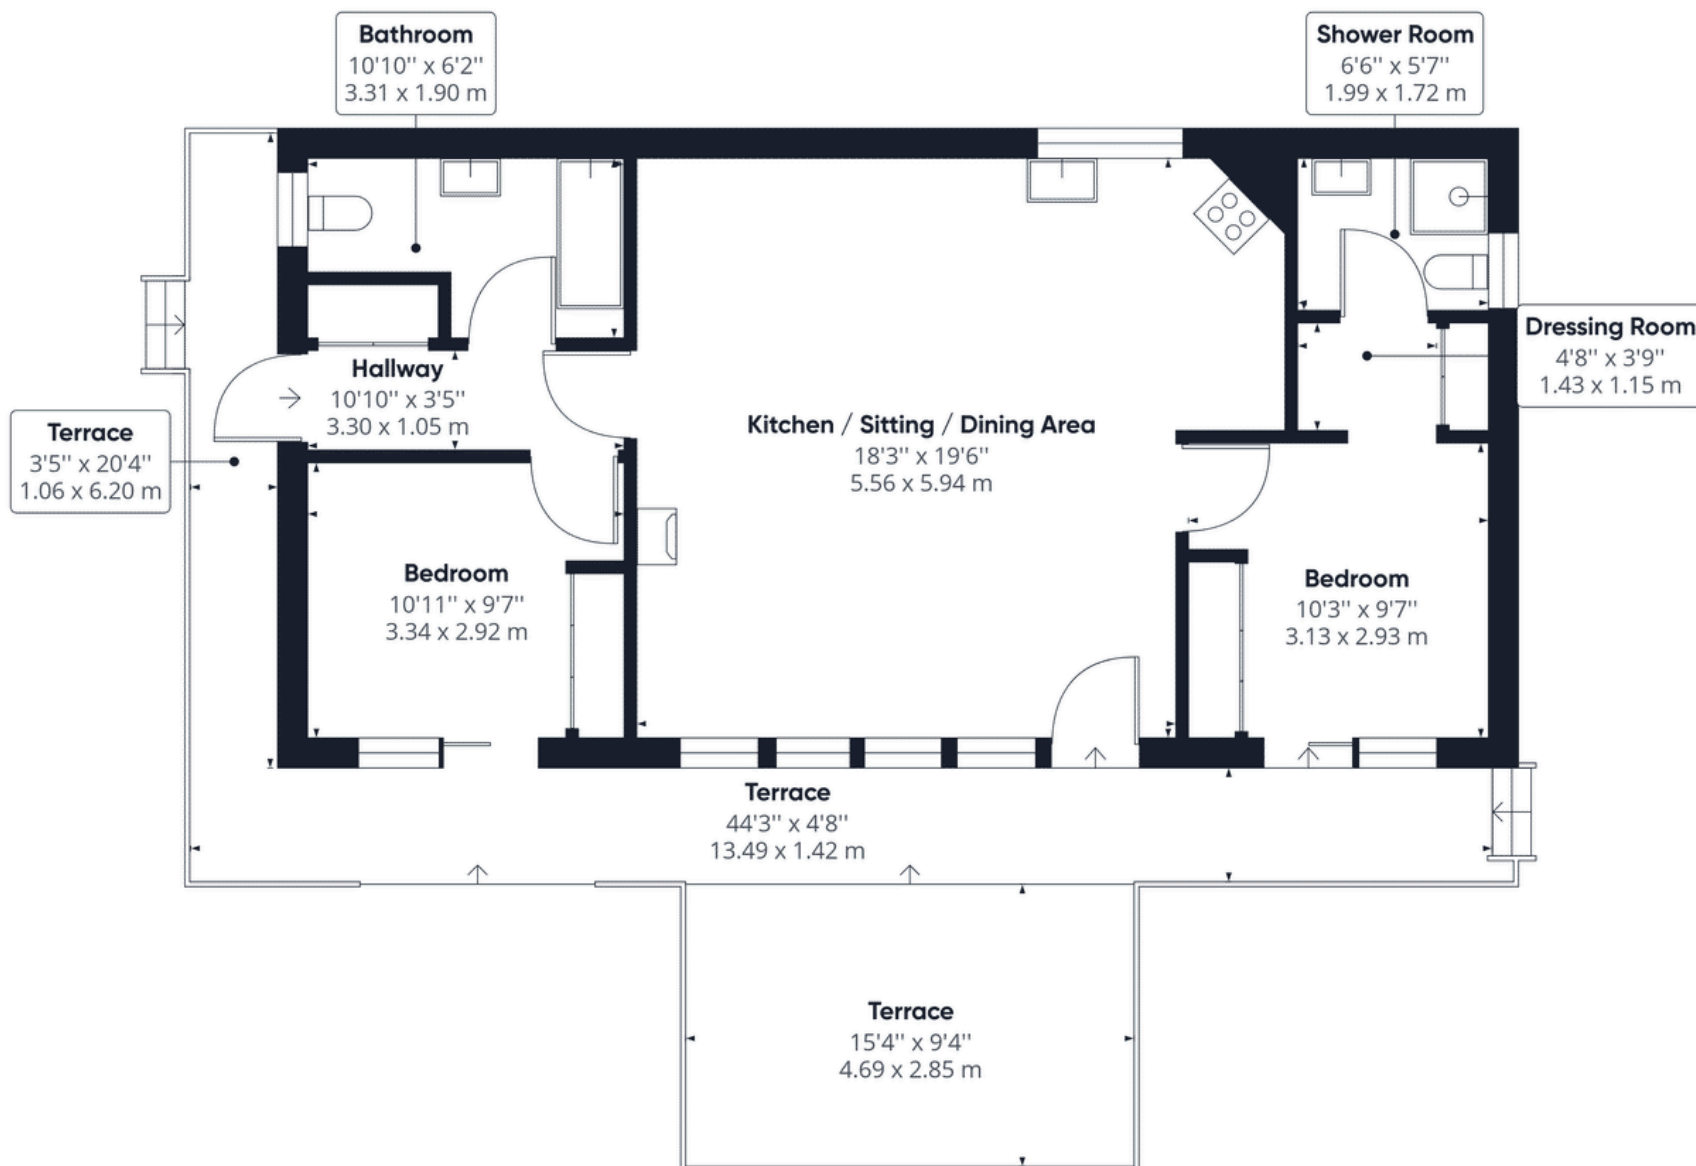 Bathroom
10'10'' x 6'2''
3.31 x 1.90 m
Shower Room
6'6'' x 5'7''
1.99 x 1.72 m
Dressing Room
4'8'' x 3'9''
1.43 x 1.15 m
Hallway
10'10'' x 3'5''
3.30 x 1.05 m
Terrace
3'5'' x 20'4''
1.06 x 6.20 m
Kitchen / Sitting / Dining Area
18'3'' x 19'6''
5.56 x 5.94 m
Bedroom
10'11'' x 9'7''
3.34 x 2.92 m
Bedroom
10'3'' x 9'7''
3.13 x 2.93 m
Terrace
44'3'' x 4'8''
13.49 x 1.42 m
Terrace
15'4'' x 9'4''
4.69 x 2.85 m